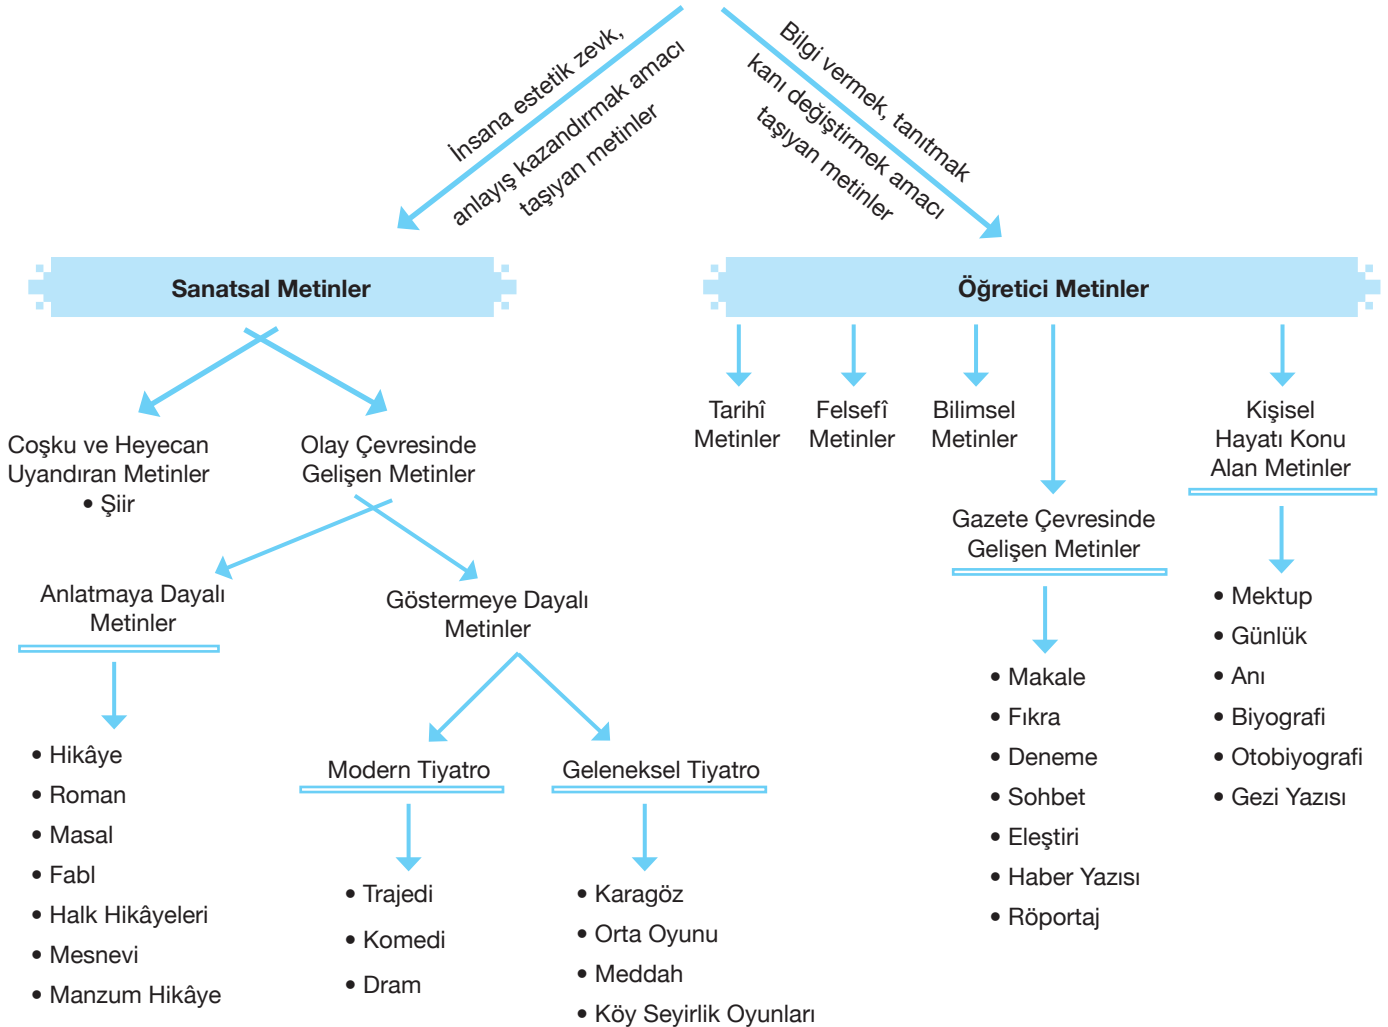 İnsana estetik zevk,
anlayış kazandırmak amacı
taşıyan metinler
Bilgi vermek, tanıtmak
kanı değiştirmek amacı
taşıyan metinler
Sanatsal Metinler
Öğretici Metinler
Coşku ve Heyecan
Uyandıran Metinler
• Şiir
Olay Çevresinde
Gelişen Metinler
Tarihî
Metinler
Felsefî
Metinler
Bilimsel
Metinler
Kişisel
Hayatı Konu
Alan Metinler
Gazete Çevresinde
Gelişen Metinler
Anlatmaya Dayalı
Metinler
Göstermeye Dayalı
Metinler
• Hikâye
• Roman
• Masal
• Fabl
• Halk Hikâyeleri
• Mesnevi
• Manzum Hikâye
Modern Tiyatro
• Trajedi
• Komedi
• Dram
Geleneksel Tiyatro
• Karagöz
• Orta Oyunu
• Meddah
• Köy Seyirlik Oyunları
• Makale
• Fıkra
• Deneme
• Sohbet
• Eleştiri
• Haber Yazısı
• Röportaj
• Mektup
• Günlük
• Anı
• Biyografi
• Otobiyografi
• Gezi Yazısı